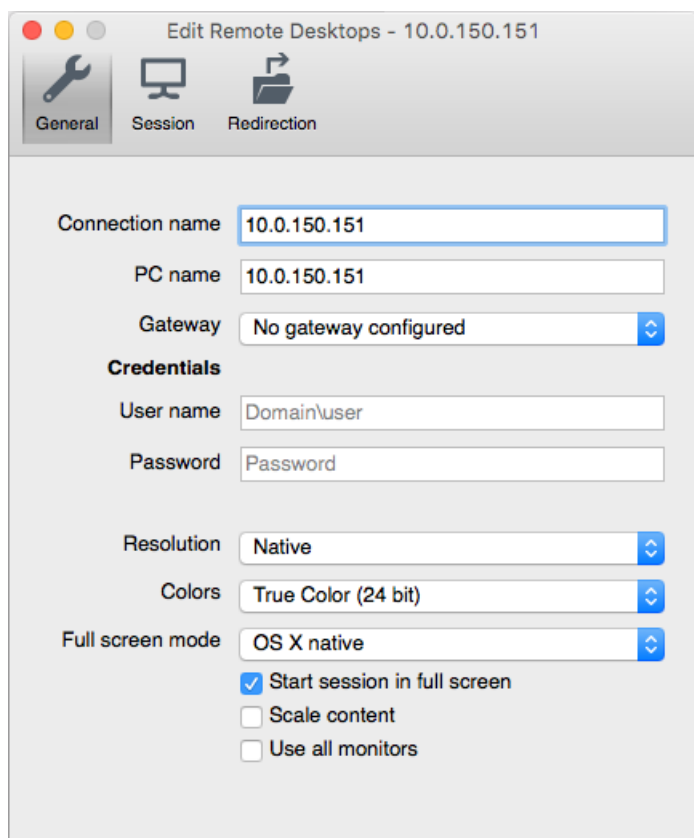 Edit Remote Desktops - 10.0.150.151
General Session Redirection
Connection name 10.0.150.151
PC name 10.0.150.151
Gateway No gateway configured
Credentials
User name Domain\user
Password Password
Resolution Native
Colors True Color (24 bit)
Full screen mode OS X native
Start session in full screen
Scale content
Use all monitors